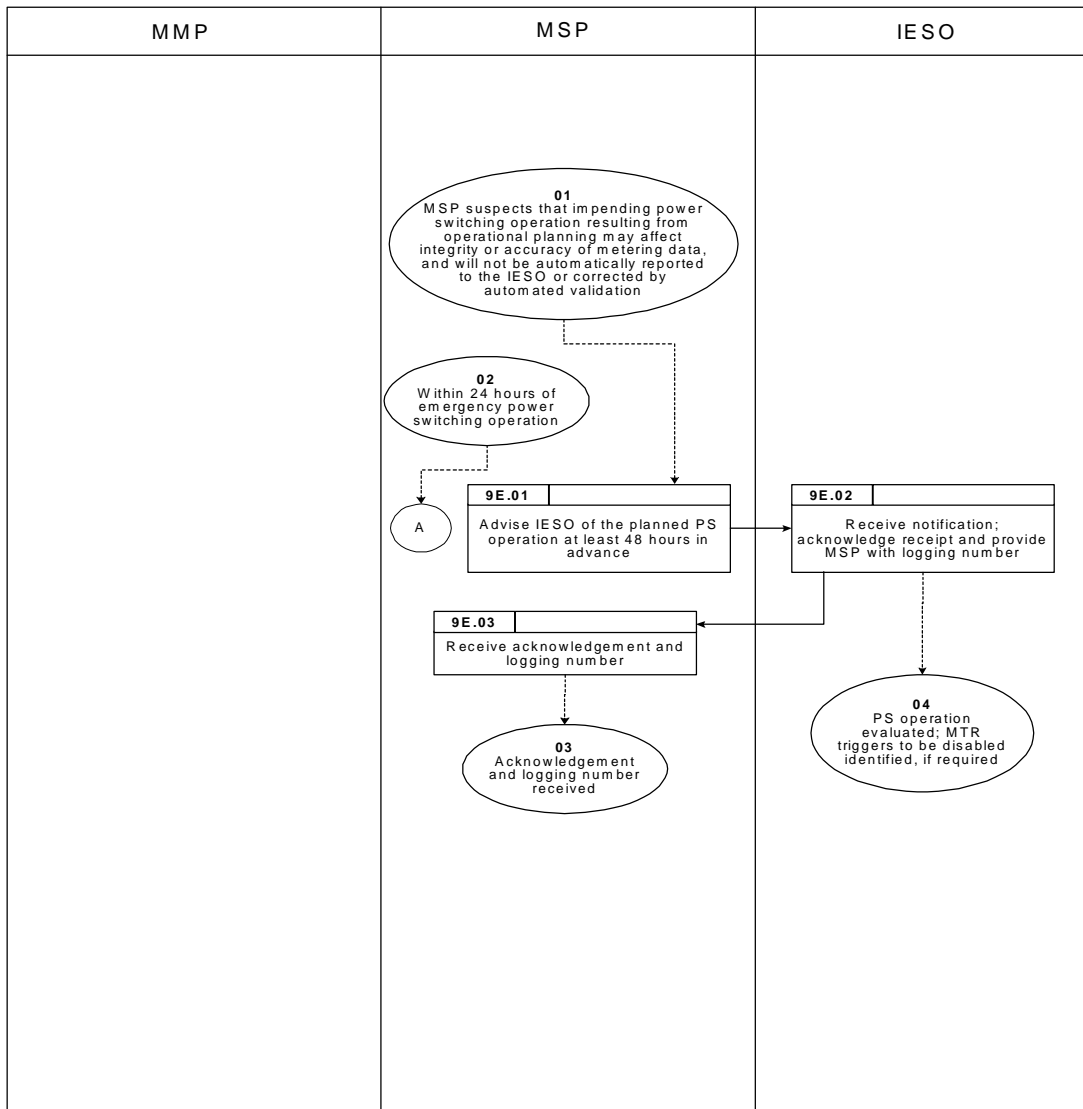 MMP
MSP
IESO
01
MSP suspects that impending power
switching operation resulting from
operational planning may affect
integrity or accuracy of metering data,
and will not be automatically reported
to the IESO or corrected by
automated validation
02
Within 24 hours of
emergency power
switching operation
A
9E.01
Advise IESO of the planned PS
operation at least 48 hours in
advance
9E.02
Receive notification;
acknowledge receipt and provide
MSP with logging number
9E.03
Receive acknowledgement and
logging number
03
Acknowledgement
and logging number
received
04
PS operation
evaluated; MTR
triggers to be disabled
identified, if required